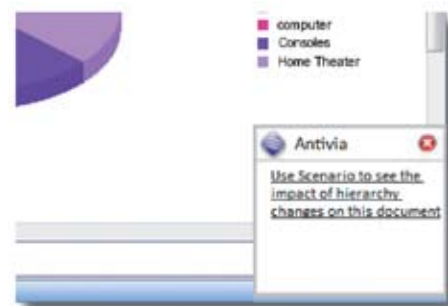 computer
Consoles
Home Theater
Antivia
Use Scenario to see the
impact of hierarchy
changes on this document